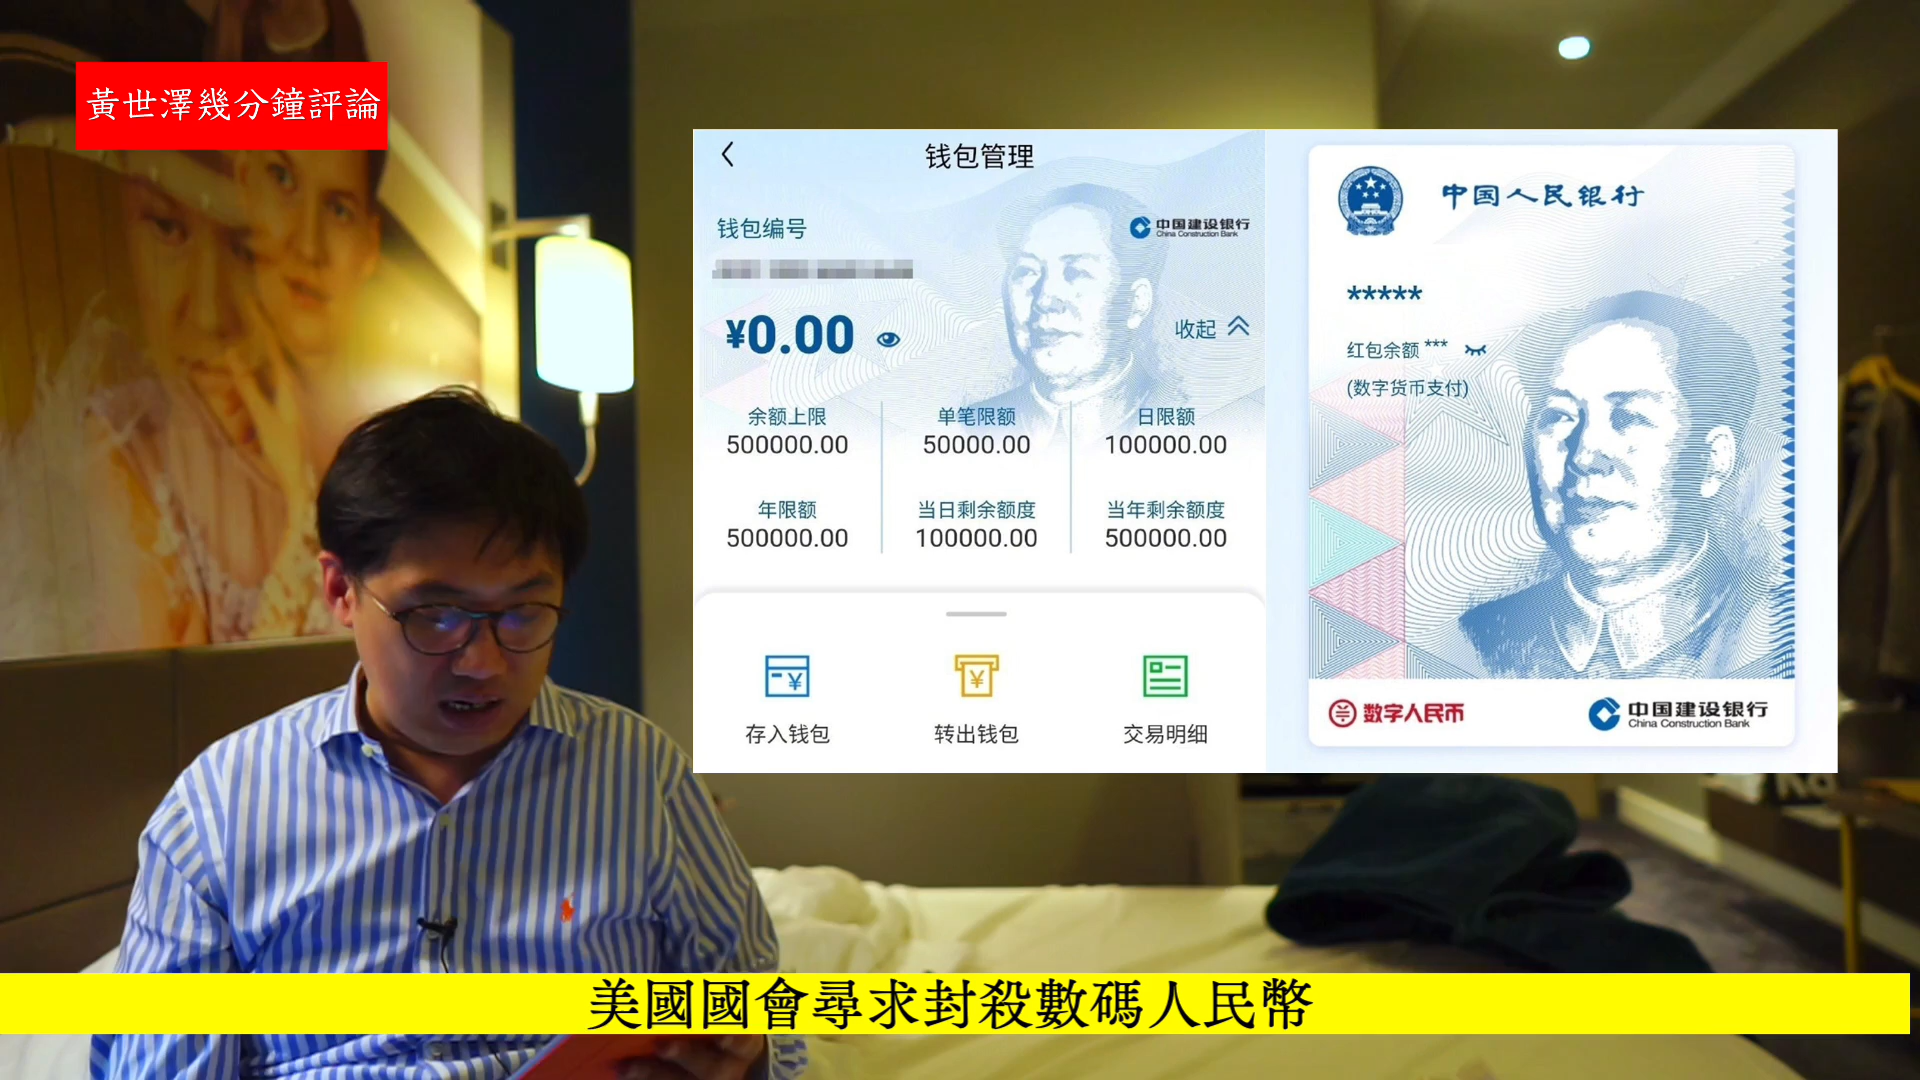 黃世澤幾分鐘評論
钱包管理
钱包编号
中国建设银行
China Construction Bank
¥0.00
收起
余额上限
500000.00
单笔限额
50000.00
日限额
100000.00
年限额
500000.00
当日剩余额度
100000.00
当年剩余额度
500000.00
存入钱包
转出钱包
交易明细
中国人民银行
*****
红包余额 ***
(数字货币支付)
数字人民币
中国建设银行
China Construction Bank
美國國會尋求封殺數碼人民幣